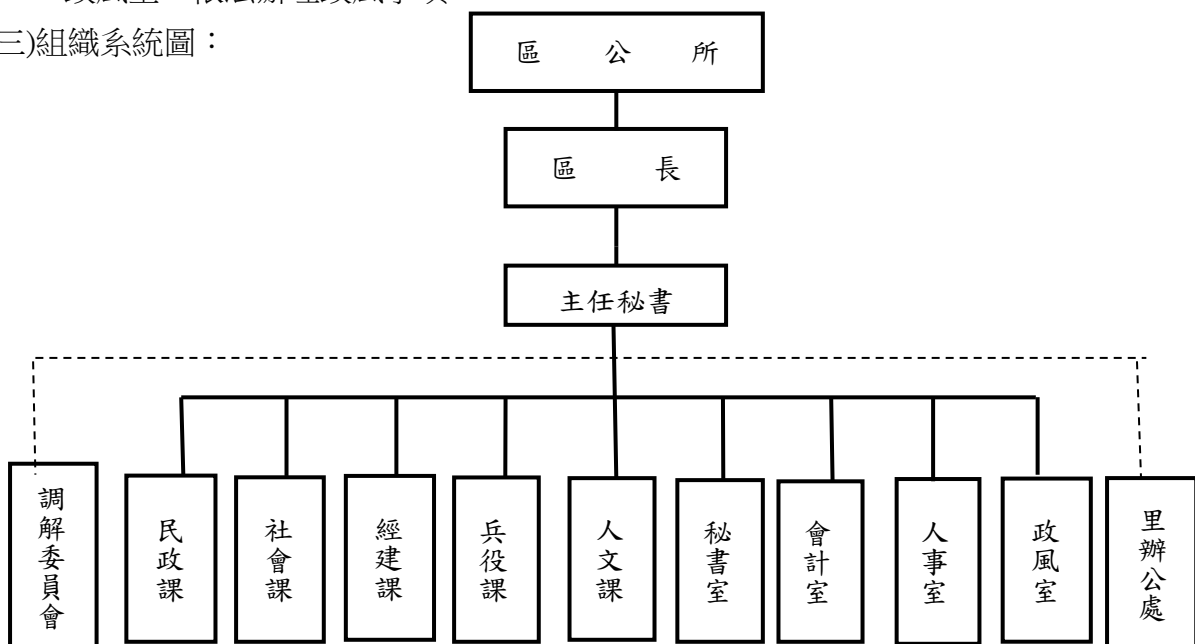 三)組織系統圖：
區公所
區長
主任秘書
調解委員會
民政課
社會課
經建課
兵役課
人文課
秘書室
會計室
人事室
政風室
里辦公處